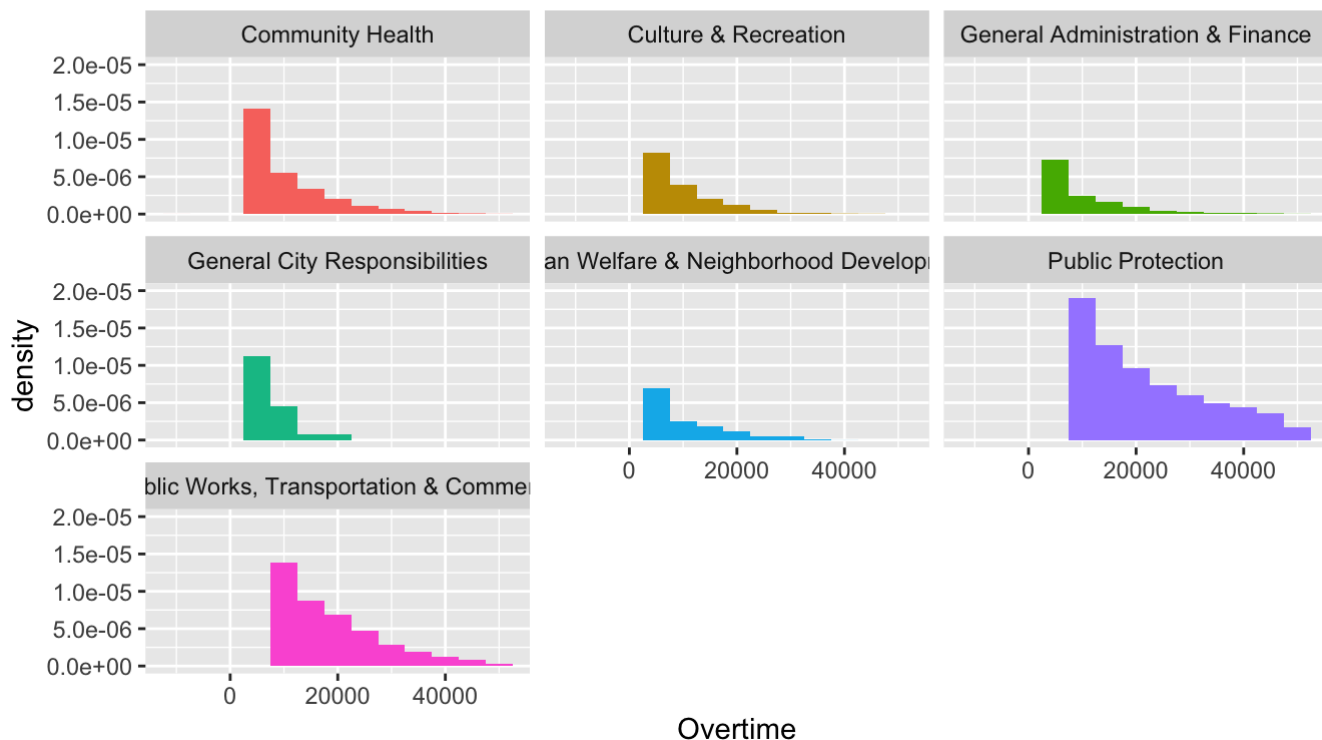 Community Health
Culture & Recreation
General Administration & Finance
2.0e-05
1.5e-05
1.0e-05
5.0e-06
0.0e+00
General City Responsibilities
an Welfare & Neighborhood Develop
Public Protection
2.0e-05
1.5e-05
1.0e-05
5.0e-06
0.0e+00
0 20000 40000
0 20000 40000
blic Works, Transportation & Commer
2.0e-05
1.5e-05
1.0e-05
5.0e-06
0.0e+00
0 20000 40000
density
Overtime